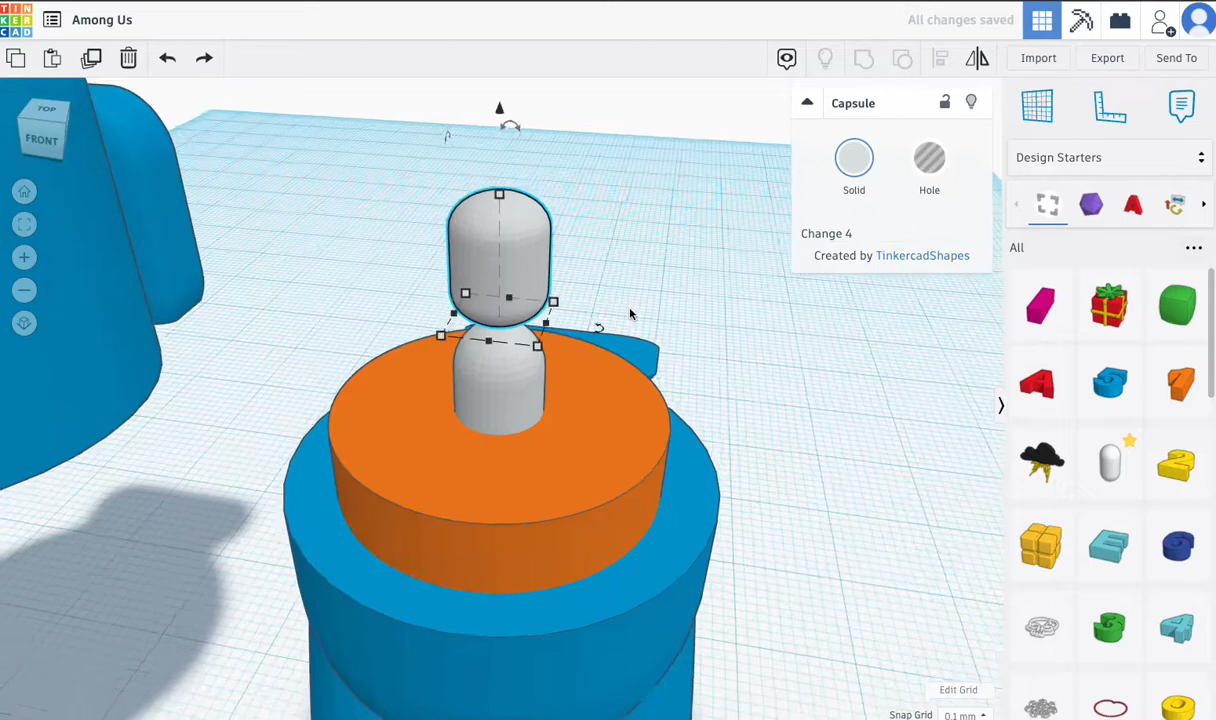 TIN
KER
CAD
Among Us
All changes saved
Import
Export
Send To
TOP
FRONT
Capsule
Solid
Hole
Change 4
Created by TinkercadShapes
Design Starters
All
Edit Grid
Snap Grid 0.1 mm